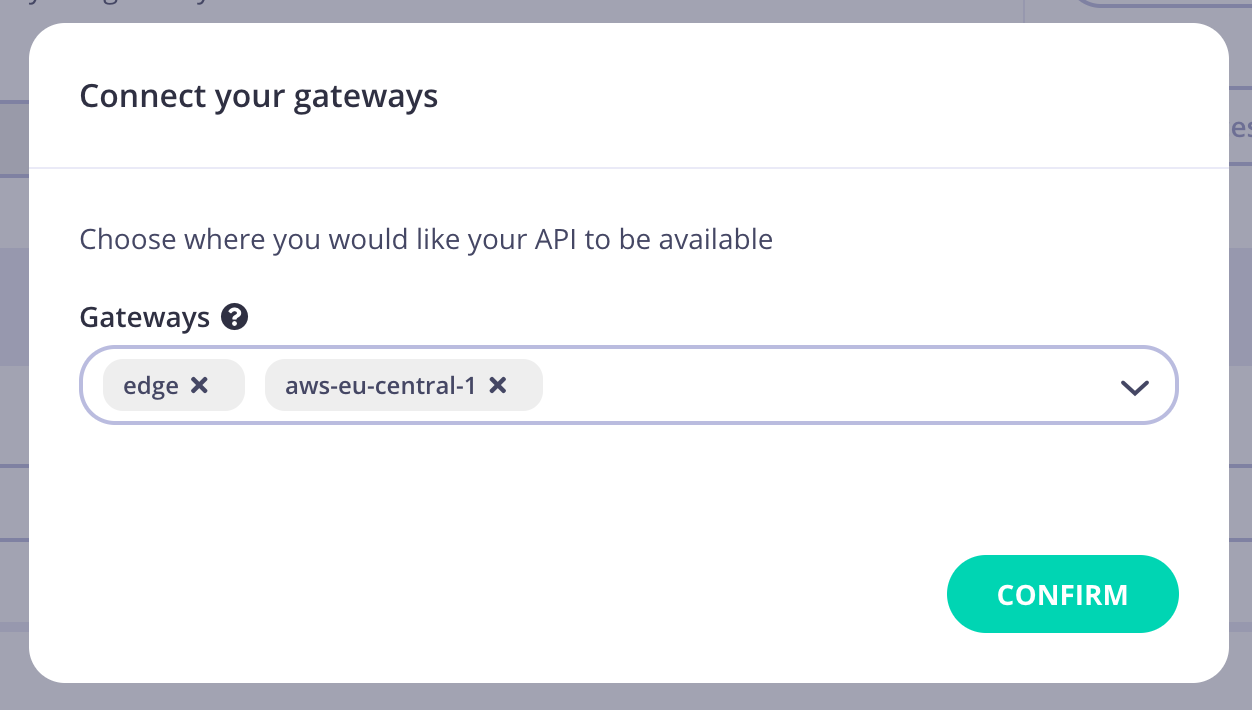 Connect your gateways
Choose where you would like your API to be available
Gateways ?
edge
aws-eu-central-1
CONFIRM